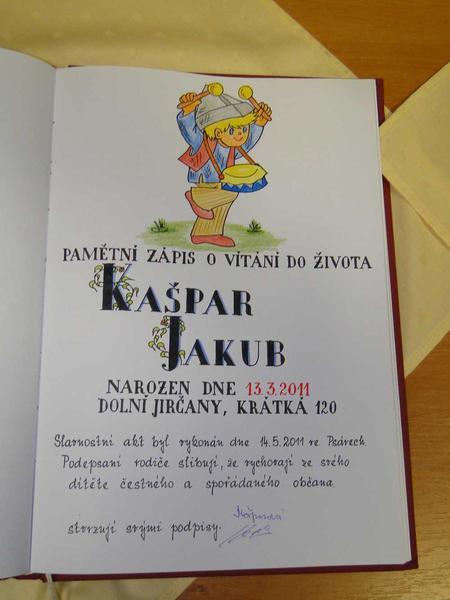 PAMĚTNÍ ZÁPIS O VÍTÁNÍ DO ŽIVOTA
KAŠPAR
JAKUB
NAROZEN DNE 13.3.2011
DOLNÍ JIRČANY, KRÁTKÁ 120
Slavnostní akt byl vykonán dne 14.5.2011 ve Psárech.
Podepsaní rodiče slibují, že vychovají ze svého
dítěte čestného a spořádaného občana.
stvrzují svými podpisy.